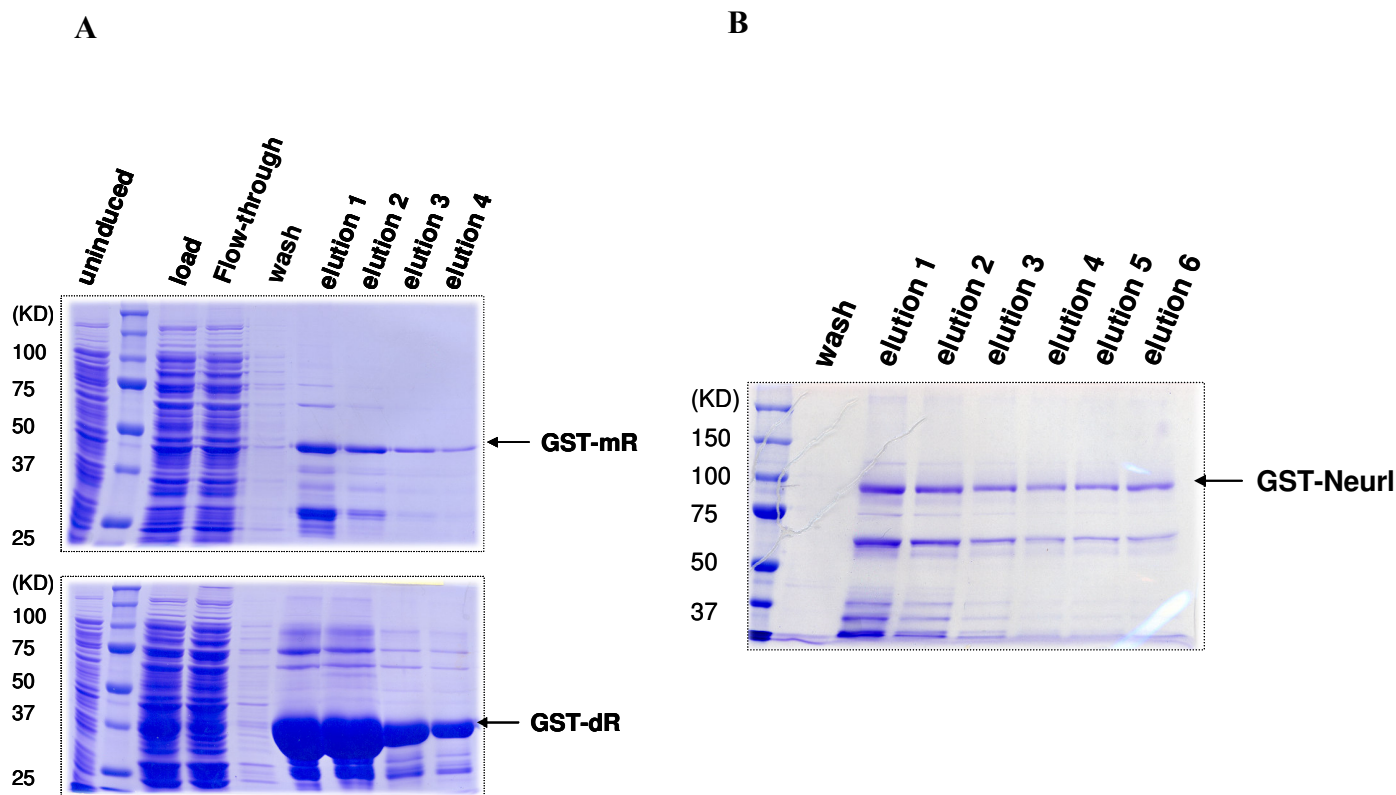 A
uninduced
load
Flow-through
wash
elution 1
elution 2
elution 3
elution 4
(KD)
100
75
50
37
25
GST-mR
(KD)
100
75
50
37
25
GST-dR
B
wash
elution 1
elution 2
elution 3
elution 4
elution 5
elution 6
(KD)
150
100
75
50
37
GST-Neurl